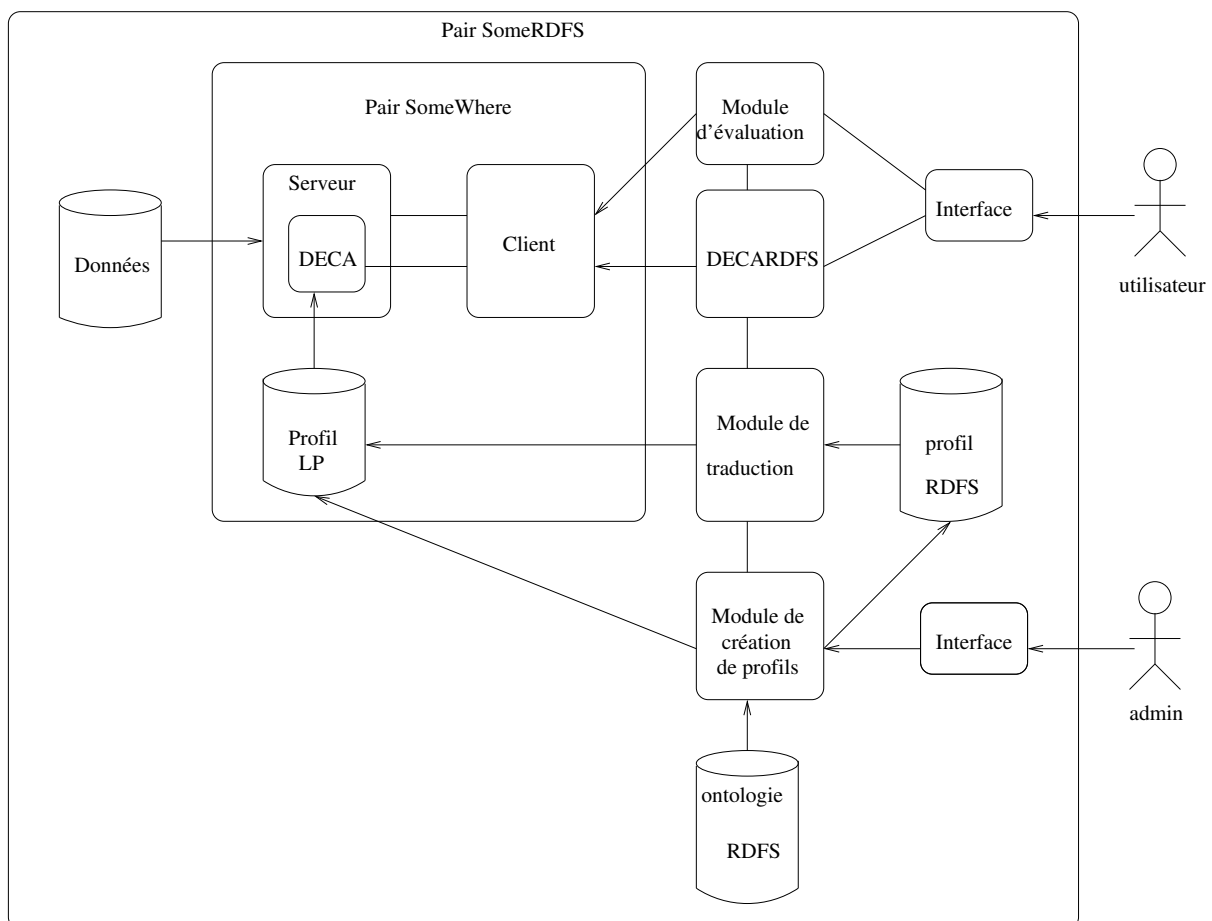 Pair SomeRDFS
Pair SomeWhere
Module
d'évaluation
Serveur
DECA
Client
DECARDFS
Interface
utilisateur
Données
Profil
LP
Module de
traduction
profil
RDFS
Module de
création
de profils
Interface
admin
ontologie
RDFS